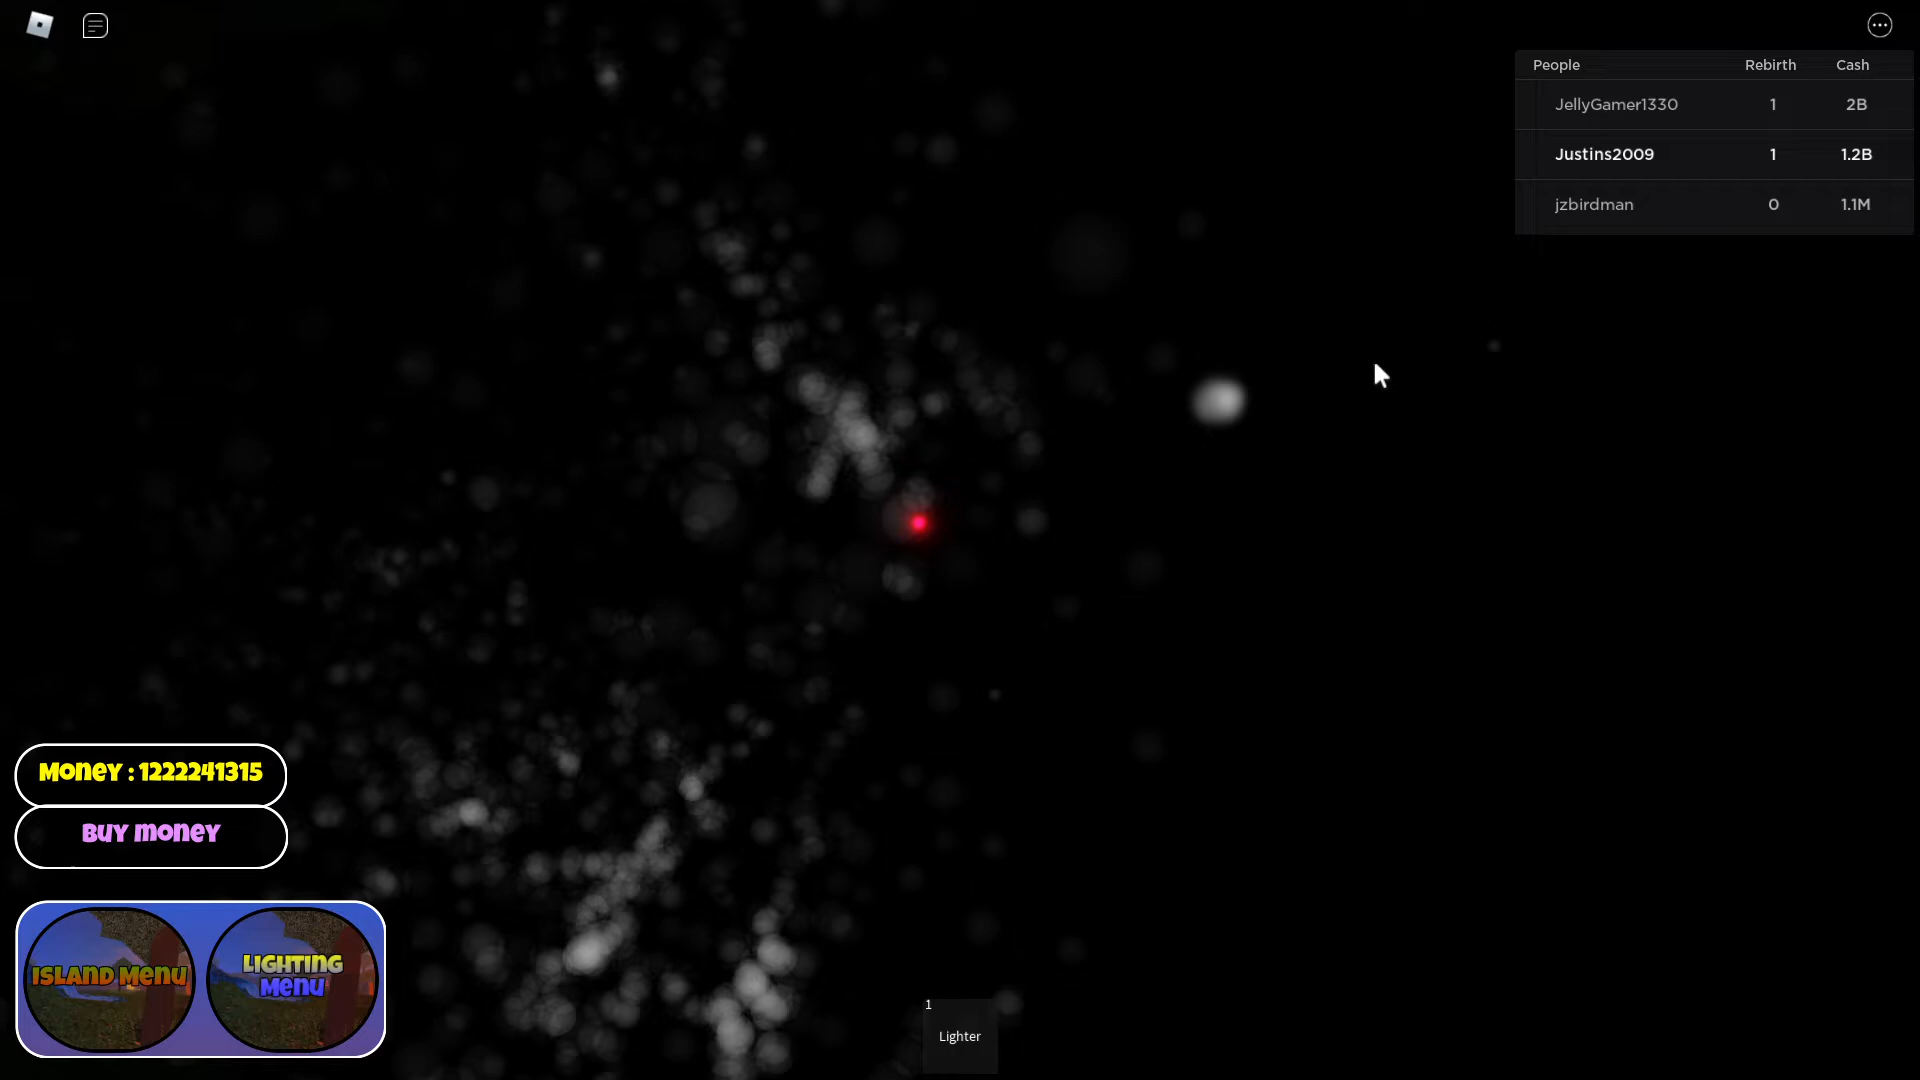 People Rebirth Cash
JellyGamer1330 1 2B
Justins2009 1 1.2B
jzbirdman 0 1.1M
Money : 1222241315
Buy money
Island Menu
Lighting
Menu
1
Lighter